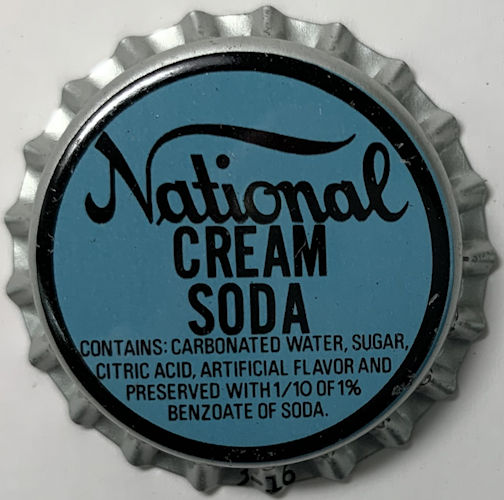 National
CREAM
SODA
CONTAINS: CARBONATED WATER, SUGAR,
CITRIC ACID, ARTIFICIAL FLAVOR AND
PRESERVED WITH 1/10 OF 1%
BENZOATE OF SODA.